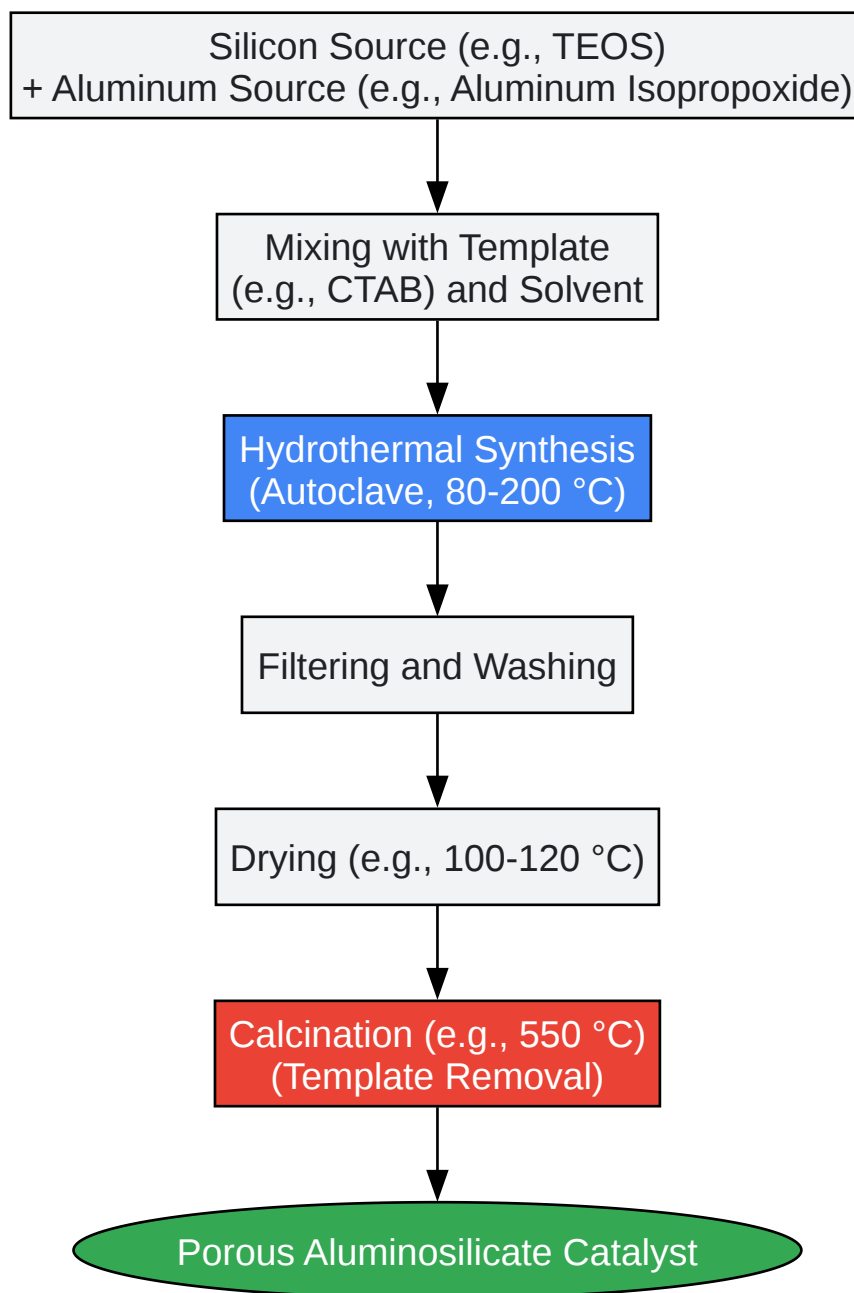 Silicon Source (e.g., TEOS)
+ Aluminum Source (e.g., Aluminum Isopropoxide)
Mixing with Template
(e.g., CTAB) and Solvent
Hydrothermal Synthesis
(Autoclave, 80-200 °C)
Filtering and Washing
Drying (e.g., 100-120 °C)
Calcination (e.g., 550 °C)
(Template Removal)
Porous Aluminosilicate Catalyst